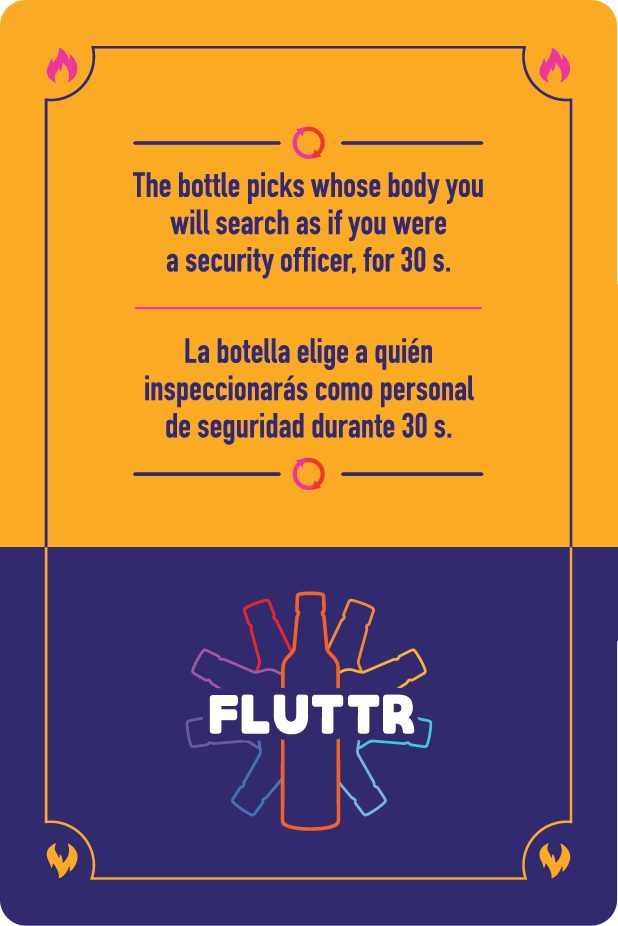 The bottle picks whose body you
will search as if you were
a security officer, for 30 s.
La botella elige a quién
inspeccionarás como personal
de seguridad durante 30 s.
FLUTTR